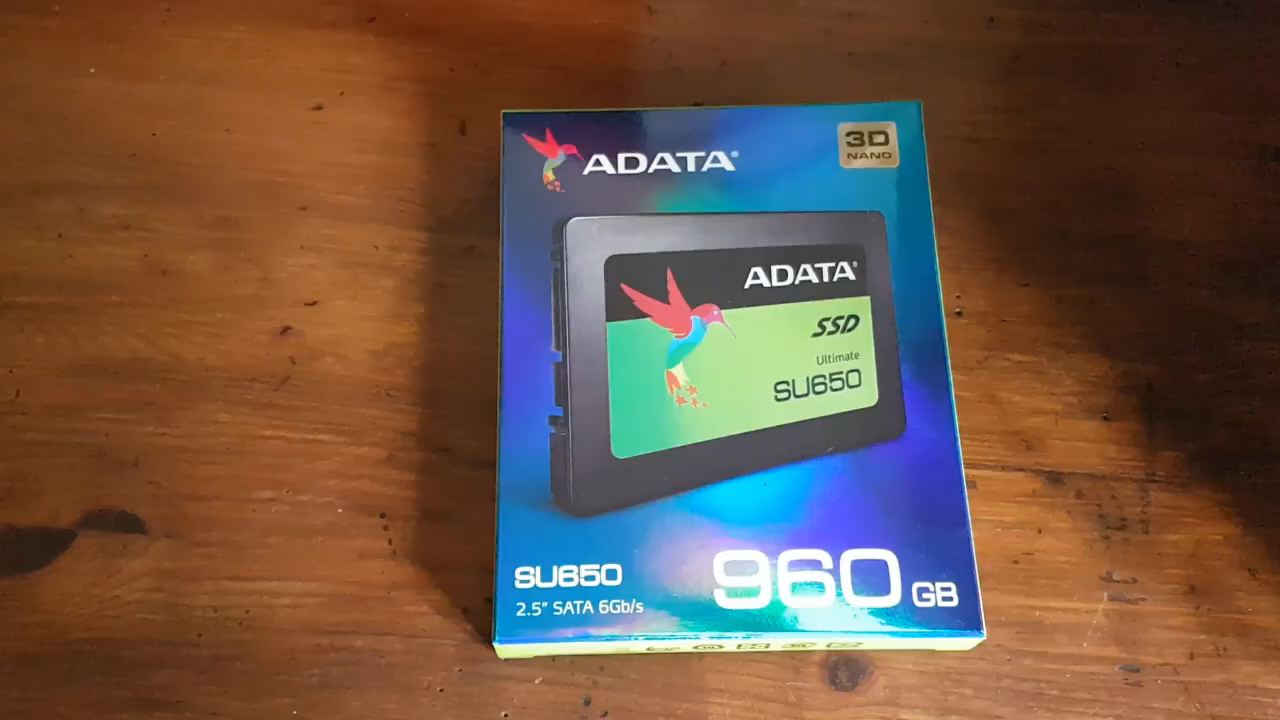 ADATA®
3D
NAND
ADATA®
SSD
Ultimate
SU650
SU650
2.5" SATA 6Gb/s
960 GB